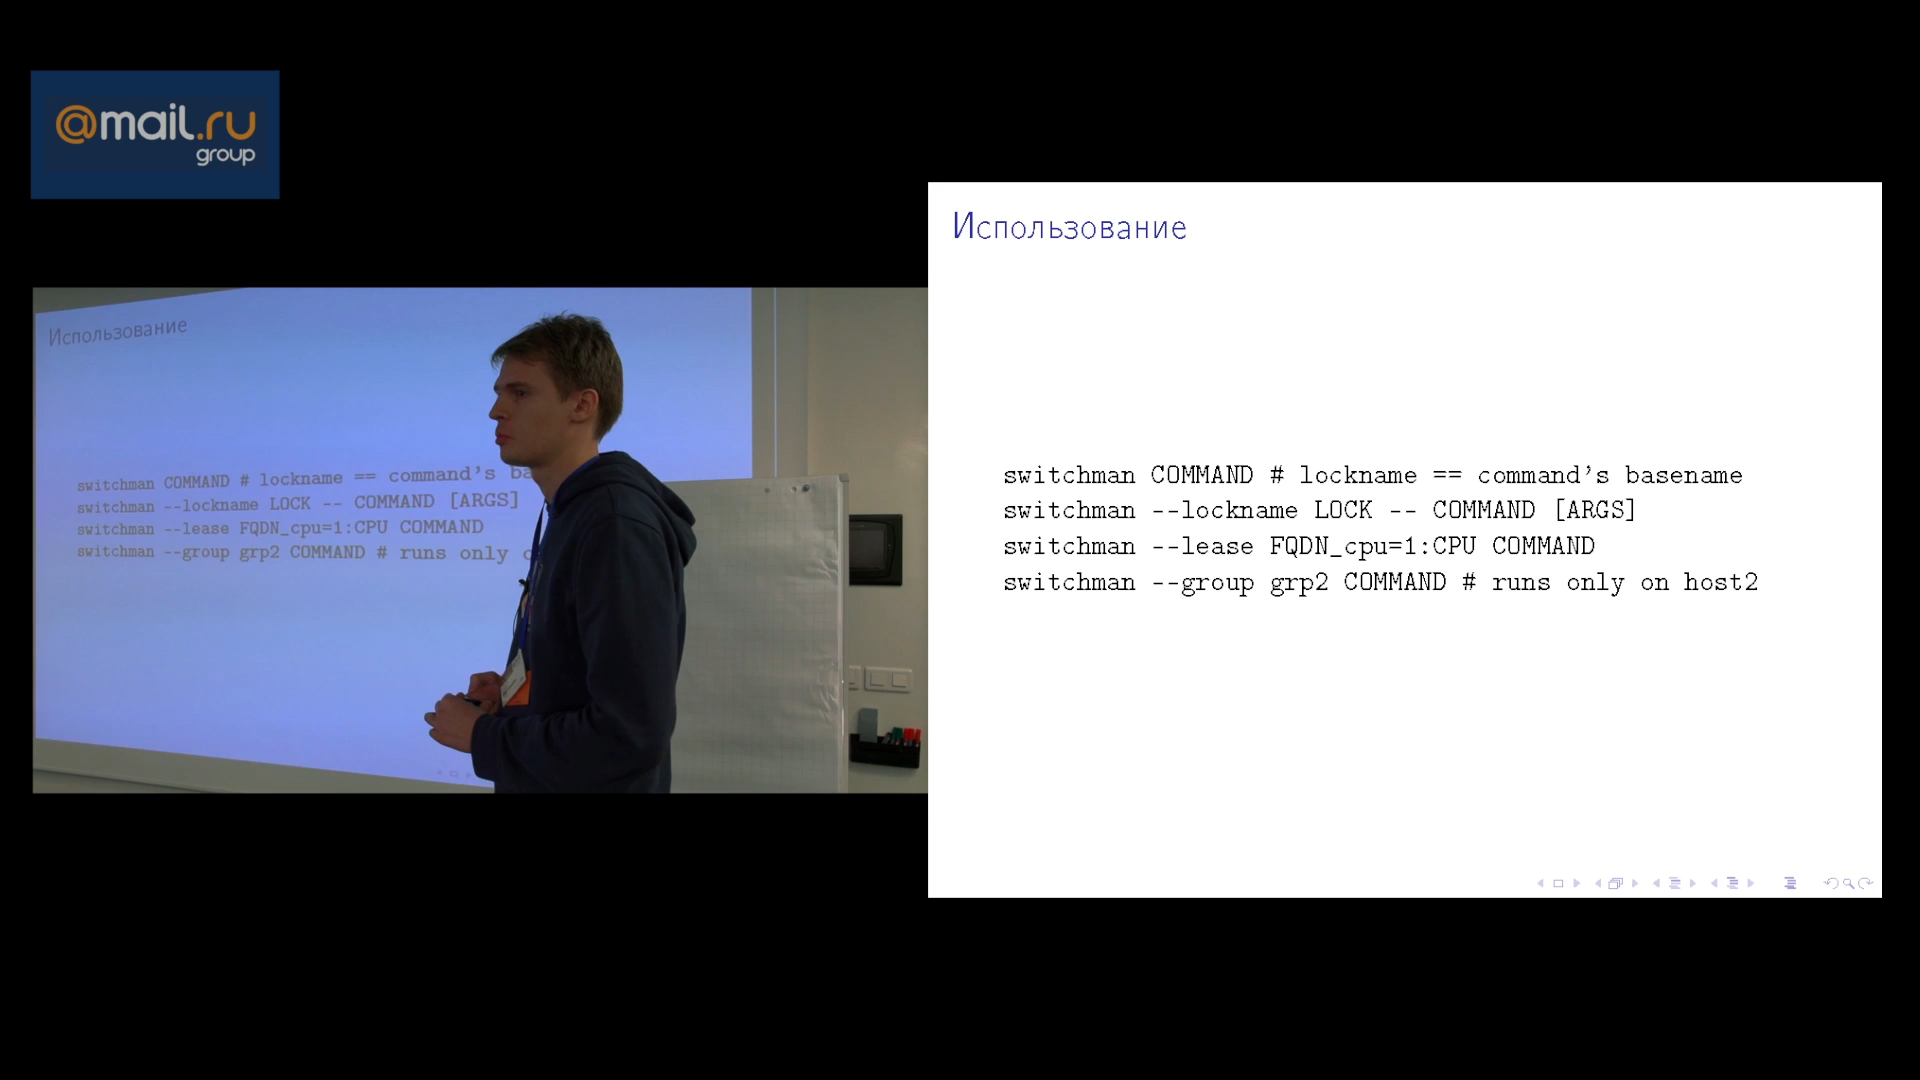 @mail.ru
group
Использование
switchman COMMAND # lockname == command's
switchman --lockname LOCK -- COMMAND [ARGS]
switchman --lease FQDN_cpu=1:CPU COMMAND
switchman --group grp2 COMMAND # runs only
Использование
switchman COMMAND # lockname == command's basename
switchman --lockname LOCK -- COMMAND [ARGS]
switchman --lease FQDN_cpu=1:CPU COMMAND
switchman --group grp2 COMMAND # runs only on host2